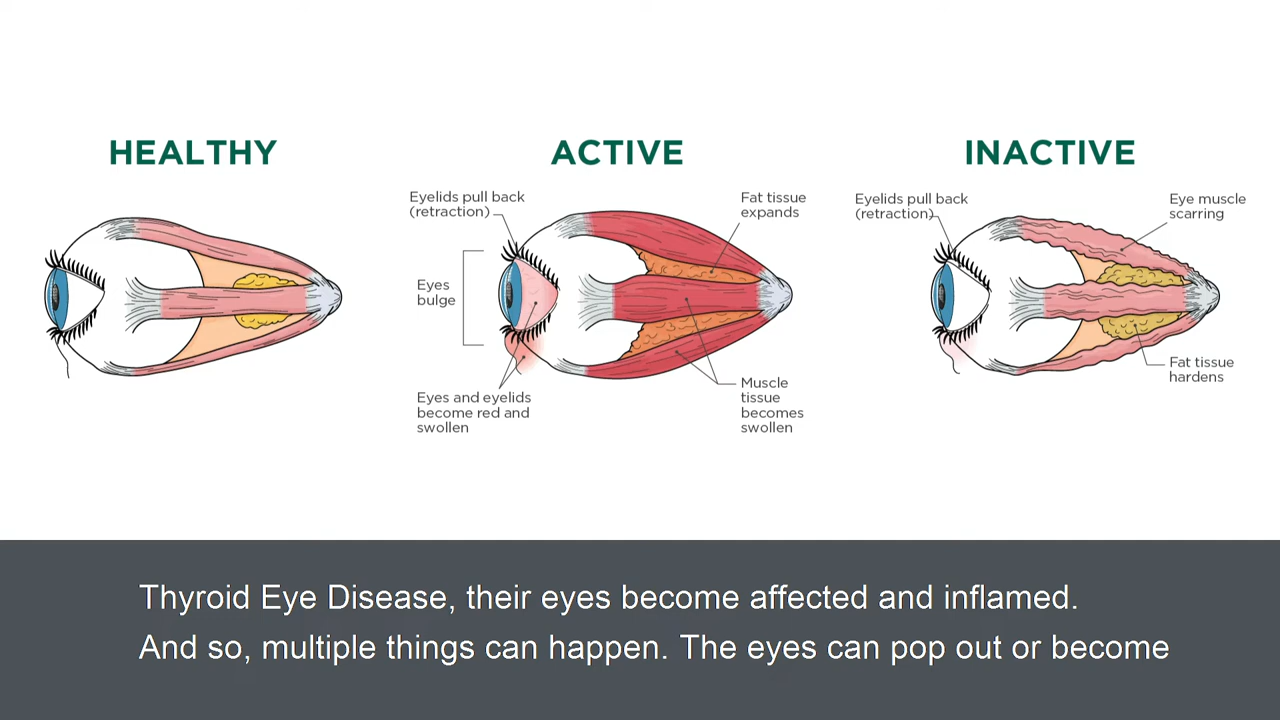 HEALTHY
ACTIVE
INACTIVE
Eyelids pull back
(retraction)
Fat tissue
expands
Eyes
bulge
Eyes and eyelids
become red and
swollen
Muscle
tissue
becomes
swollen
Eyelids pull back
(retraction)
Eye muscle
scarring
Fat tissue
hardens
Thyroid Eye Disease, their eyes become affected and inflamed.
And so, multiple things can happen. The eyes can pop out or become